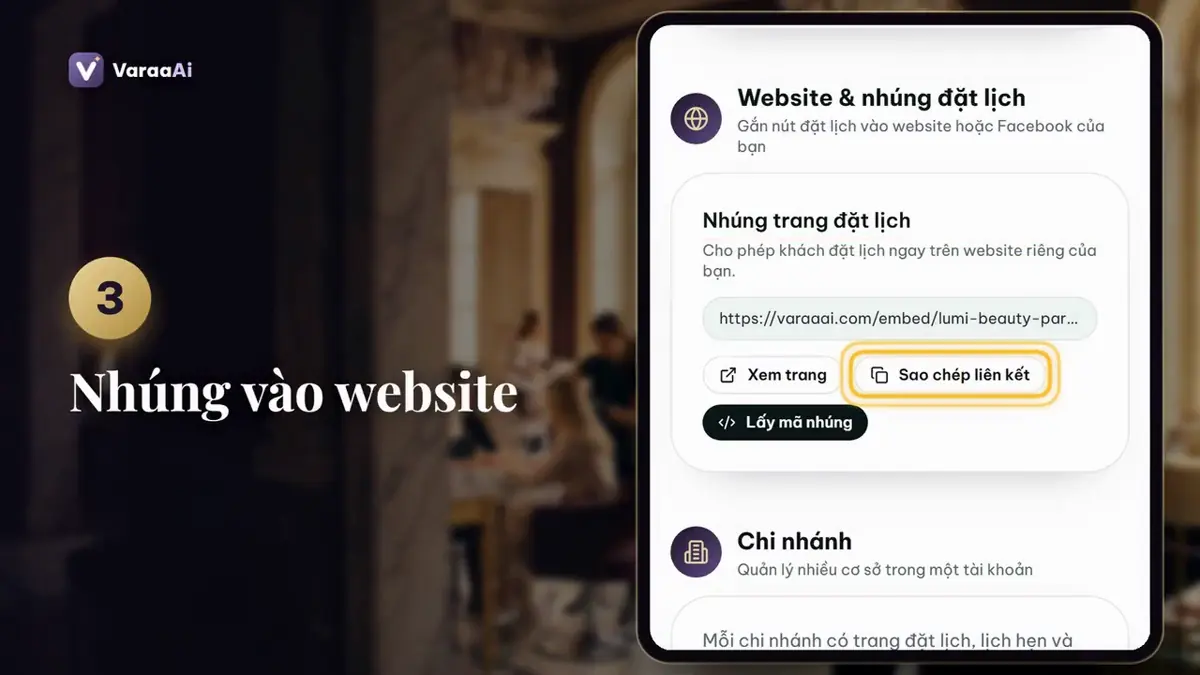 VaraaAi
3
Nhúng vào website
Website & nhúng đặt lịch
Gắn nút đặt lịch vào website hoặc Facebook của
bạn
Nhúng trang đặt lịch
Cho phép khách đặt lịch ngay trên website riêng của
bạn.
https://varaaai.com/embed/lumi-beauty-par...
Xem trang
Sao chép liên kết
</> Lấy mã nhúng
Chi nhánh
Quản lý nhiều cơ sở trong một tài khoản
Mỗi chi nhánh có trang đặt lịch, lịch hẹn và